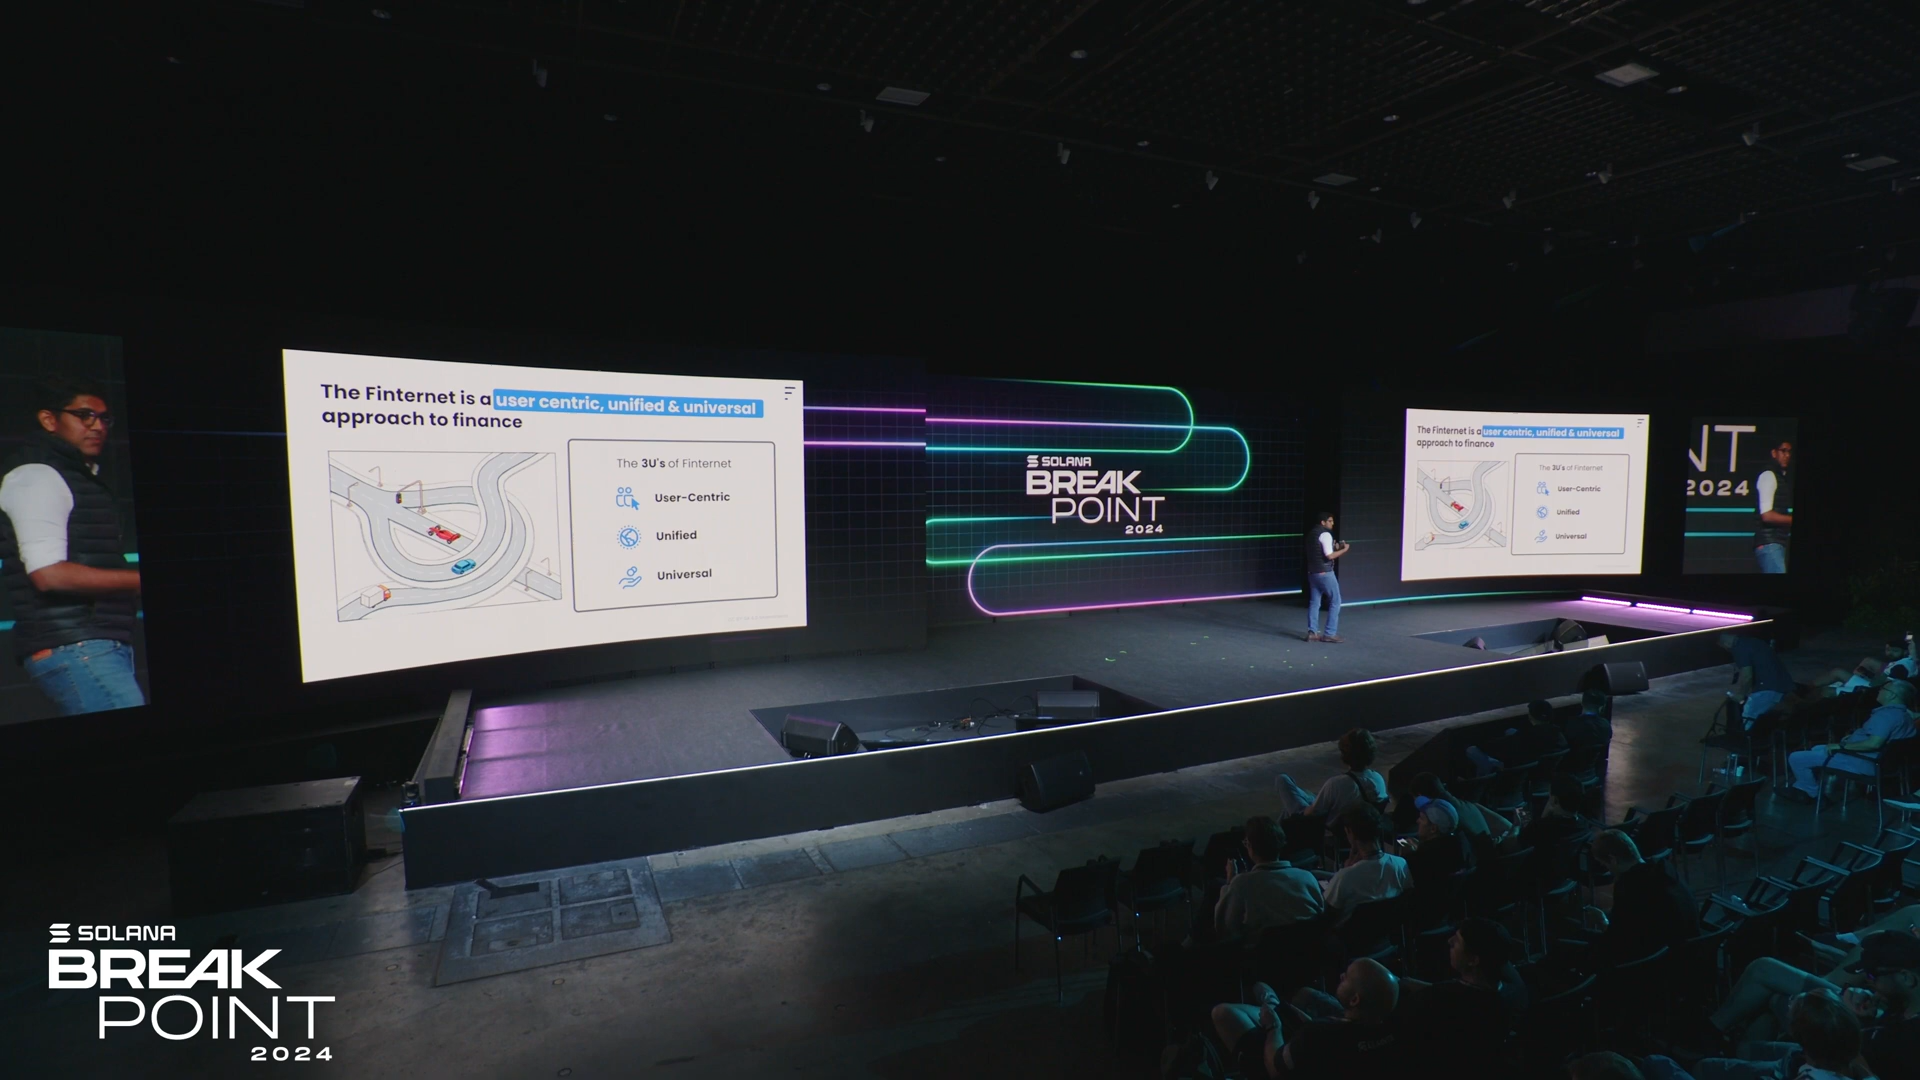 The Finternet is a user centric, unified & universal
approach to finance
The 3U's of Finternet
User-Centric
Unified
Universal
SOLANA
BREAK
POINT
2024
The Finternet is a user centric, unified & universal
approach to finance
The 3U's of Finternet
User-Centric
Unified
Universal
NT
2024
SOLANA
BREAK
POINT
2024